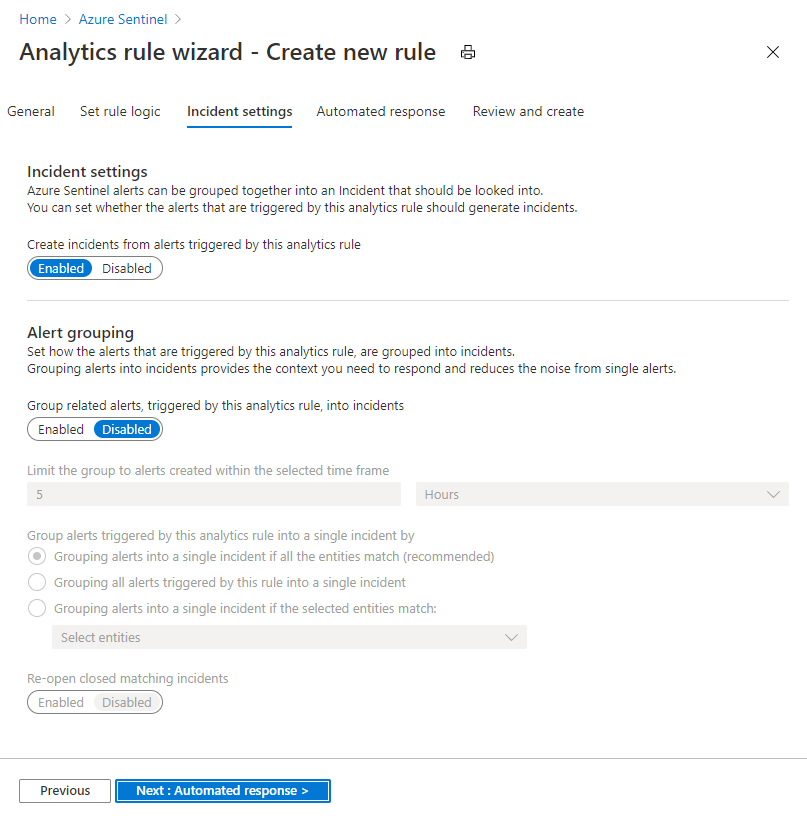 Home > Azure Sentinel >
Analytics rule wizard - Create new rule
General Set rule logic Incident settings Automated response Review and create
Incident settings
Azure Sentinel alerts can be grouped together into an Incident that should be looked into.
You can set whether the alerts that are triggered by this analytics rule should generate incidents.
Create incidents from alerts triggered by this analytics rule
Enabled Disabled
Alert grouping
Set how the alerts that are triggered by this analytics rule, are grouped into incidents.
Grouping alerts into incidents provides the context you need to respond and reduces the noise from single alerts.
Group related alerts, triggered by this analytics rule, into incidents
Enabled Disabled
Limit the group to alerts created within the selected time frame
5 Hours
Group alerts triggered by this analytics rule into a single incident by
Grouping alerts into a single incident if all the entities match (recommended)
Grouping all alerts triggered by this rule into a single incident
Grouping alerts into a single incident if the selected entities match:
Select entities
Re-open closed matching incidents
Enabled Disabled
Previous Next : Automated response >